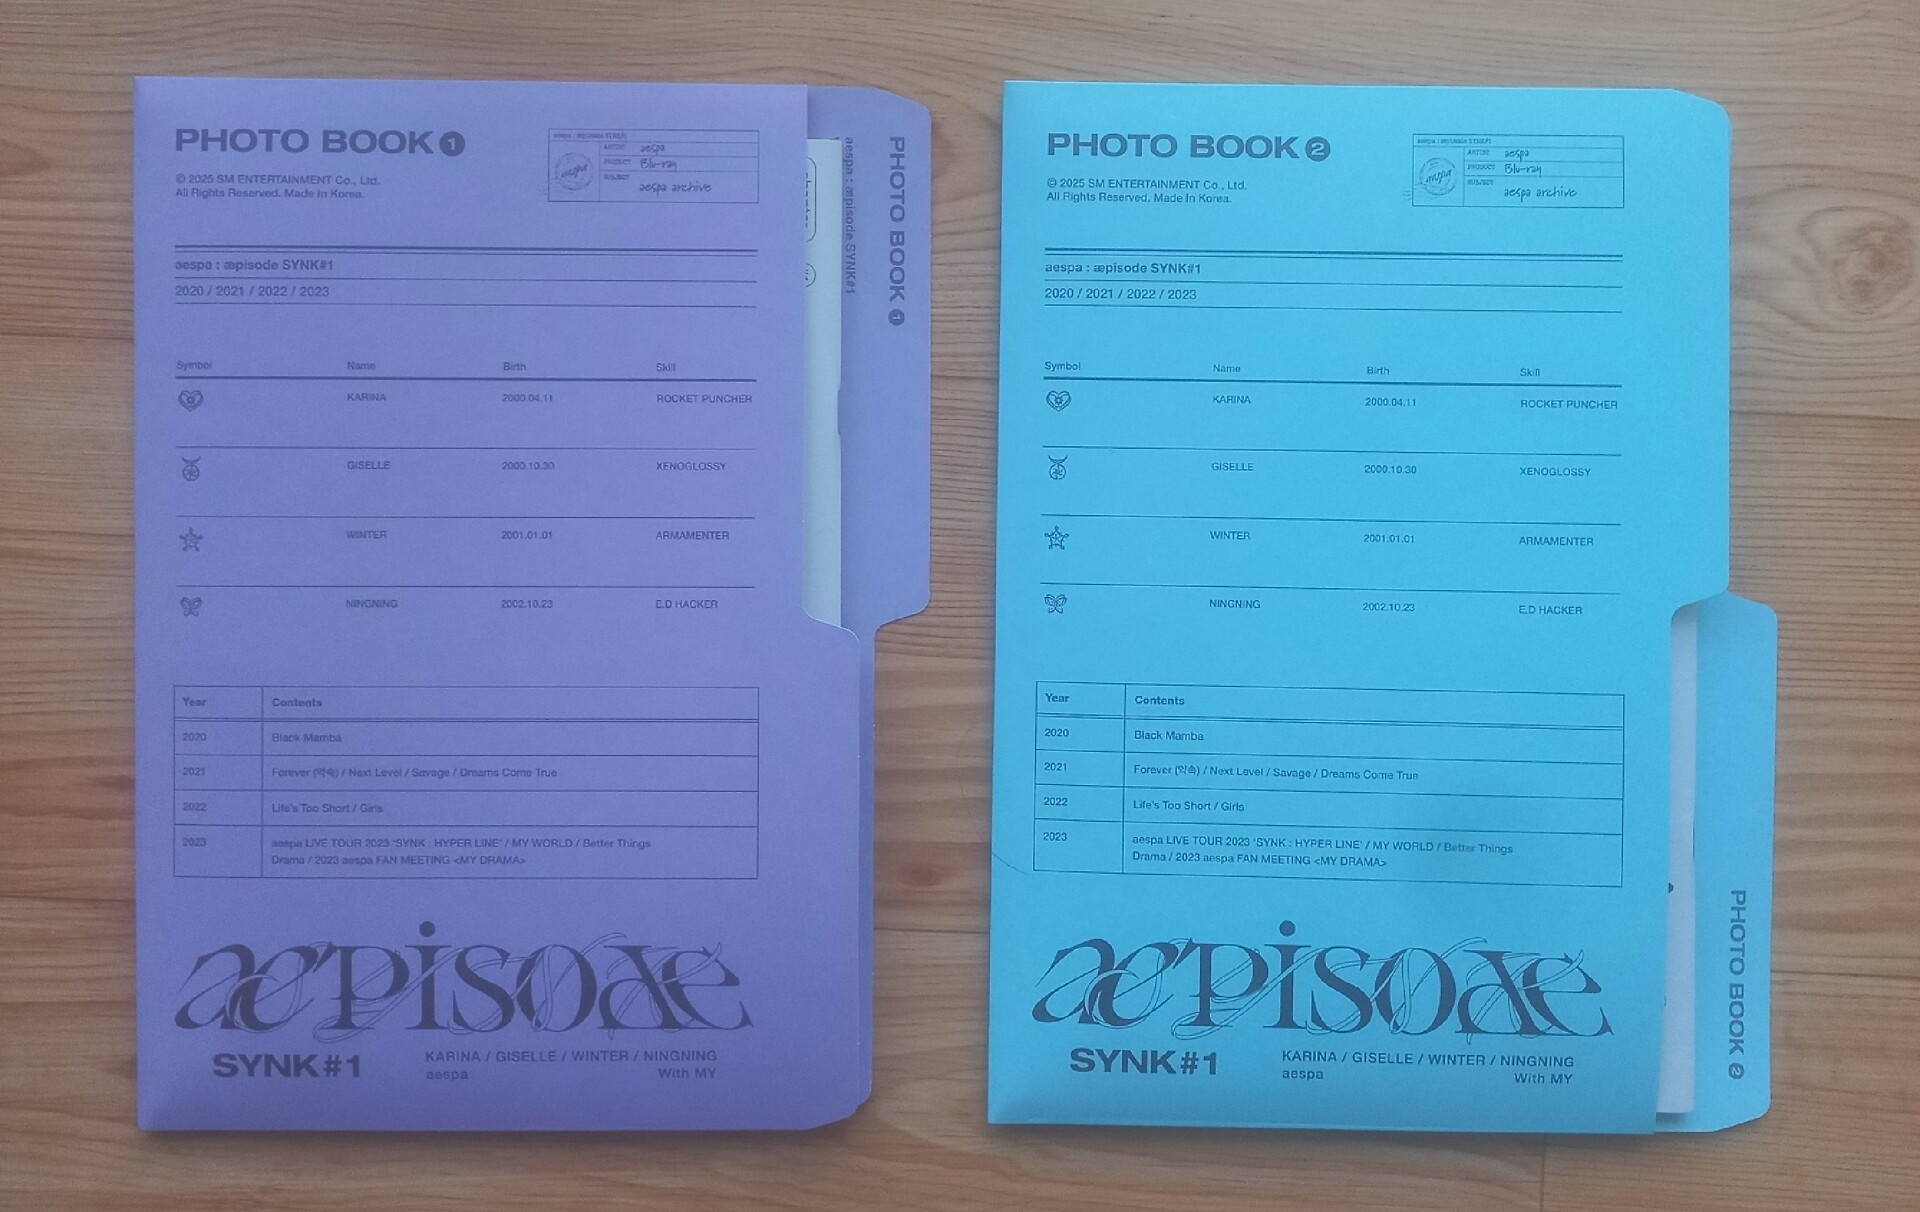 PHOTO BOOK 1
© 2025 SM ENTERTAINMENT Co., Ltd.
All Rights Reserved. Made In Korea.
aespa : æpisode SYNK#1
ARTIST aespa
PRODUCT Blu-ray
SUBJECT
aespa archive
aespa : æpisode SYNK#1
2020 / 2021 / 2022 / 2023
Symbol Name Birth Skill
KARINA 2000.04.11 ROCKET PUNCHER
GISELLE 2000.10.30 XENOGLOSSY
WINTER 2001.01.01 ARMAMENTER
NINGNING 2002.10.23 E.D HACKER
Year Contents
2020 Black Mamba
2021 Forever (약속) / Next Level / Savage / Dreams Come True
2022 Life's Too Short / Girls
2023 aespa LIVE TOUR 2023 'SYNK : HYPER LINE' / MY WORLD / Better Things
Drama / 2023 aespa FAN MEETING <MY DRAMA>
æpisode
SYNK#1
KARINA / GISELLE / WINTER / NINGNING
aespa With MY
aespa : æpisode SYNK#1
PHOTO BOOK 1
PHOTO BOOK 2
© 2025 SM ENTERTAINMENT Co., Ltd.
All Rights Reserved. Made In Korea.
aespa : æpisode SYNK#1
ARTIST aespa
PRODUCT Blu-ray
SUBJECT
aespa archive
aespa : æpisode SYNK#1
2020 / 2021 / 2022 / 2023
Symbol Name Birth Skill
KARINA 2000.04.11 ROCKET PUNCHER
GISELLE 2000.10.30 XENOGLOSSY
WINTER 2001.01.01 ARMAMENTER
NINGNING 2002.10.23 E.D HACKER
Year Contents
2020 Black Mamba
2021 Forever (약속) / Next Level / Savage / Dreams Come True
2022 Life's Too Short / Girls
2023 aespa LIVE TOUR 2023 'SYNK : HYPER LINE' / MY WORLD / Better Things
Drama / 2023 aespa FAN MEETING <MY DRAMA>
æpisode
SYNK#1
KARINA / GISELLE / WINTER / NINGNING
aespa With MY
PHOTO BOOK 2